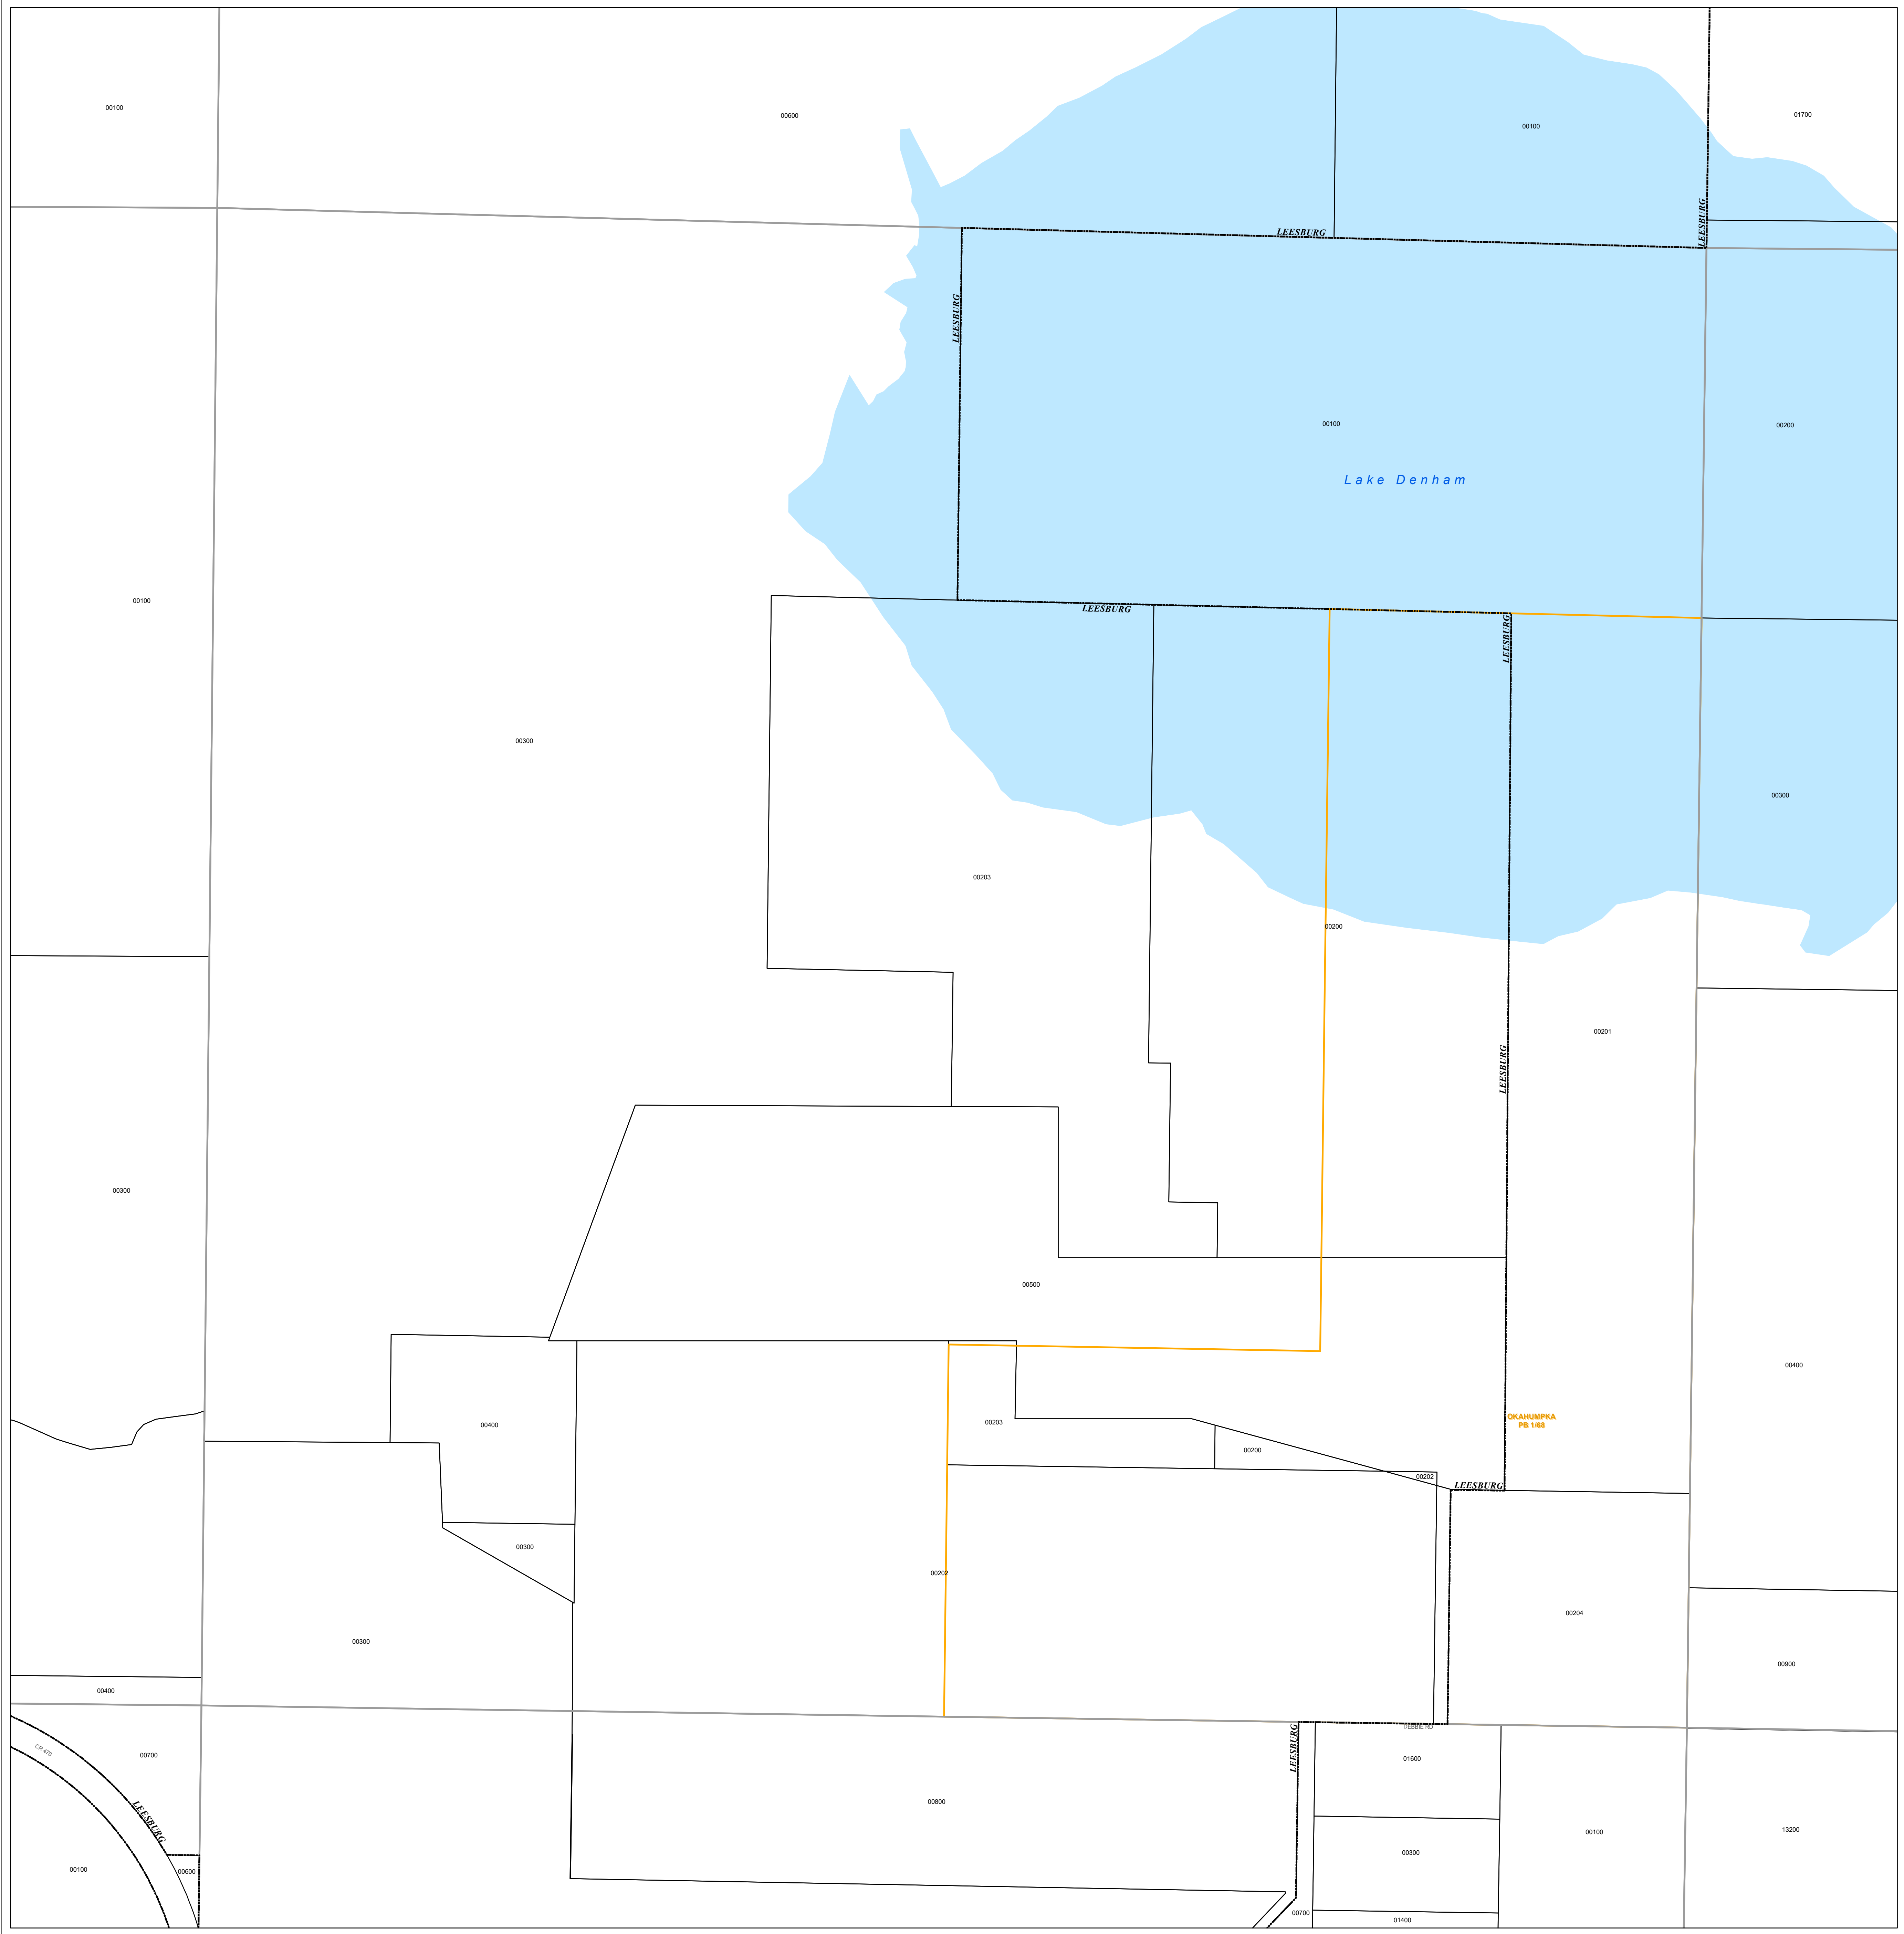 00100
00600
00100
01700
LEESBURG
LEESBURG
LEESBURG
00100
00200
Lake Denham
00100
LEESBURG
LEESBURG
00300
00300
00203
00200
00201
LEESBURG
00300
00500
00400
00400
00203
00200
OKAHUMPKA
PB 1/68
00202
LEESBURG
00300
00202
00204
00300
00900
00400
DEBBIE RD
LEESBURG
CR 470
00700
01600
LEESBURG
00800
00100
13200
00300
00100
00600
00700
01400